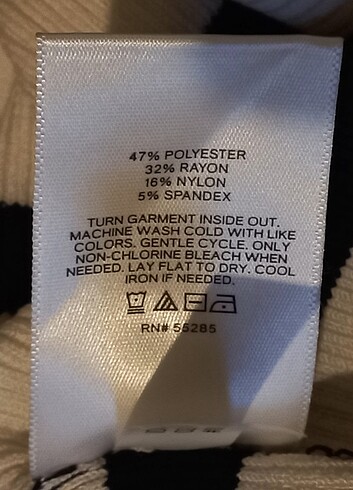 47% POLYESTER
32% RAYON
16% NYLON
5% SPANDEX
TURN GARMENT INSIDE OUT.
MACHINE WASH COLD WITH LIKE
COLORS. GENTLE CYCLE. ONLY
NON-CHLORINE BLEACH WHEN
NEEDED. LAY FLAT TO DRY. COOL
IRON IF NEEDED.
RN# 55285